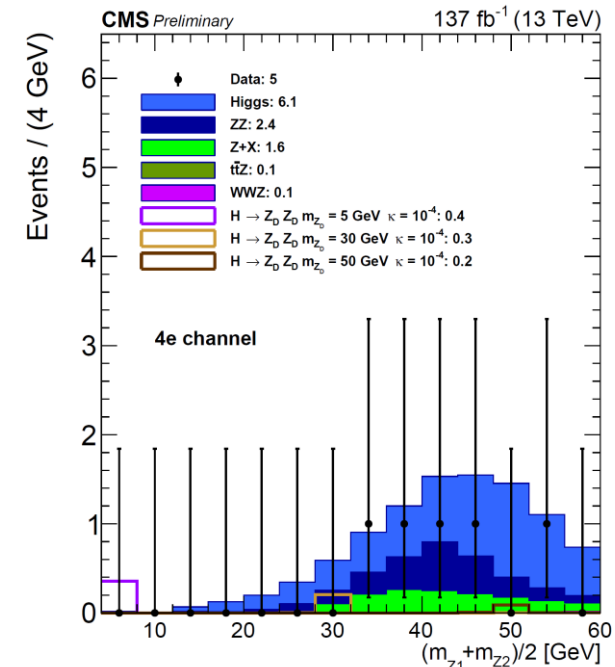 CMS Preliminary 137 fb⁻¹ (13 TeV)
Events / (4 GeV)
6
5
4
3
2
1
0
Data: 5
Higgs: 6.1
ZZ: 2.4
Z+X: 1.6
tt̄Z: 0.1
WWZ: 0.1
H → Z_D Z_D m_{Z_D} = 5 GeV κ = 10⁻⁴: 0.4
H → Z_D Z_D m_{Z_D} = 30 GeV κ = 10⁻⁴: 0.3
H → Z_D Z_D m_{Z_D} = 50 GeV κ = 10⁻⁴: 0.2
4e channel
10 20 30 40 50 60
(m_{Z1}+m_{Z2})/2 [GeV]